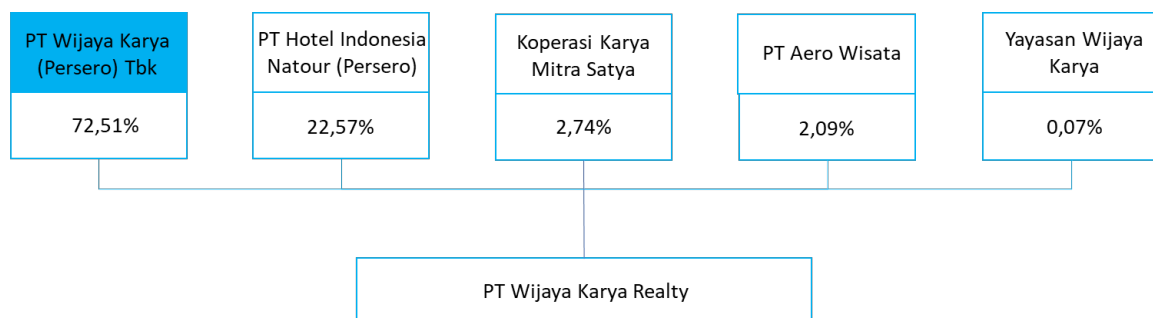 PT Wijaya Karya
(Persero) Tbk
72,51%
PT Hotel Indonesia
Natour (Persero)
22,57%
Koperasi Karya
Mitra Satya
2,74%
PT Aero Wisata
2,09%
Yayasan Wijaya
Karya
0,07%
PT Wijaya Karya Realty